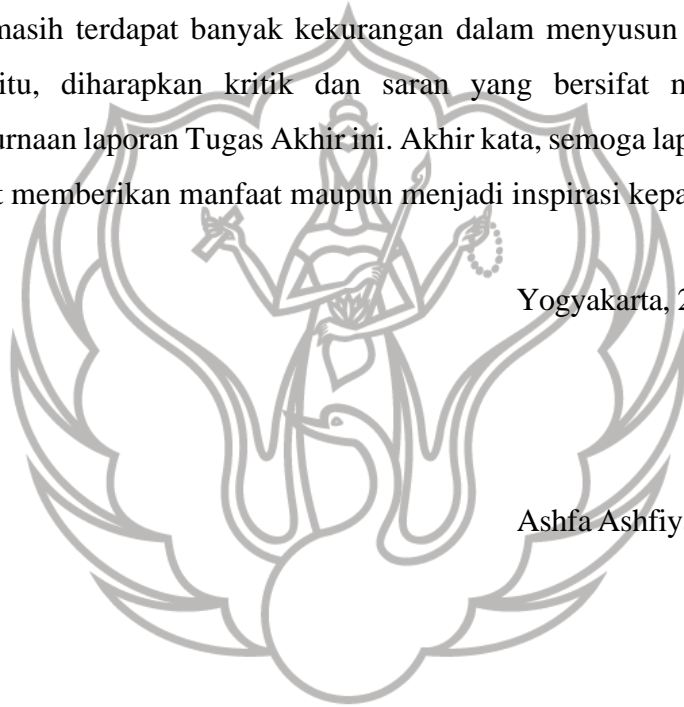 masih terdapat banyak kekurangan dalam menyusun
itu, diharapkan kritik dan saran yang bersifat
urnaan laporan Tugas Akhir ini. Akhir kata, semoga lap
memberikan manfaat maupun menjadi inspirasi kepa
Yogyakarta, 2
Ashfa Ashfiy